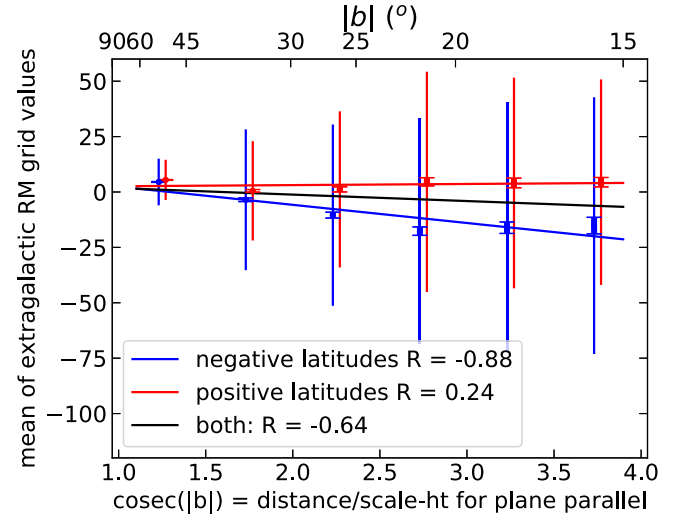 |b| (°)
90 60 45 30 25 20 15
mean of extragalactic RM grid values
50
25
0
−25
−50
−75
−100
negative latitudes R = -0.88
positive latitudes R = 0.24
both: R = -0.64
1.0 1.5 2.0 2.5 3.0 3.5 4.0
cosec(|b|) = distance/scale-ht for plane parallel